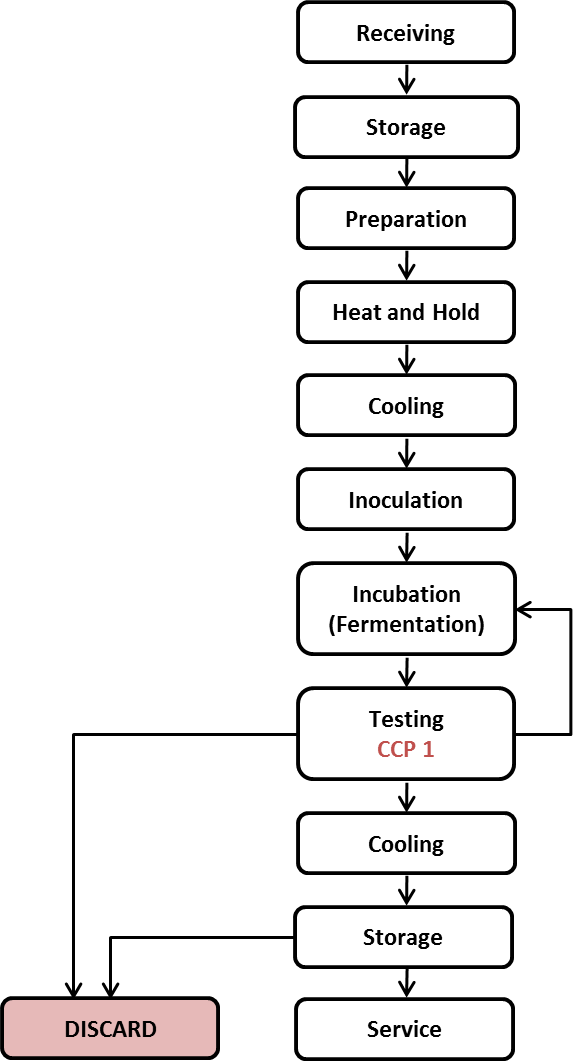 Receiving
Storage
Preparation
Heat and Hold
Cooling
Inoculation
Incubation
(Fermentation)
Testing
CCP 1
Cooling
Storage
DISCARD
Service